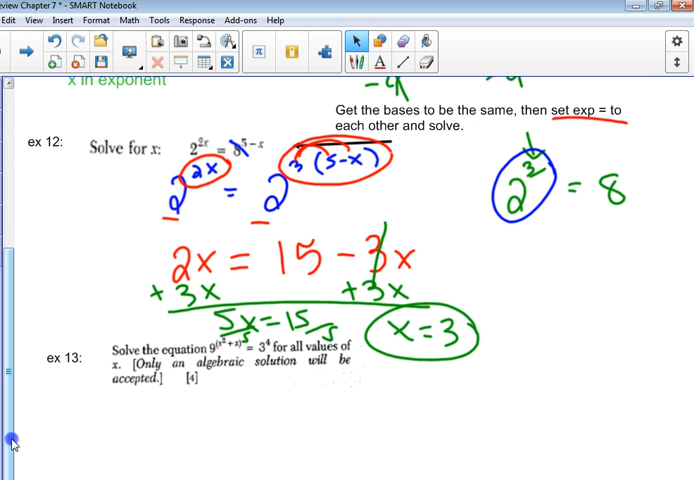 eview Chapter 7 * - SMART Notebook
Edit View Insert Format Math Tools Response Add-ons Help
x in exponent
-4
Get the bases to be the same, then set exp = to
each other and solve.
ex 12:
Solve for x: 2^{2x} = 8^{5-x}
2^{2x} = 2^{3(5-x)}
2^3 = 8
2x = 15 - 3x
+3x +3x
5x = 15
5 5
x = 3
ex 13:
Solve the equation 9^{(x^2 + x)} = 3^4 for all values of
x. [Only an algebraic solution will be
accepted.] [4]